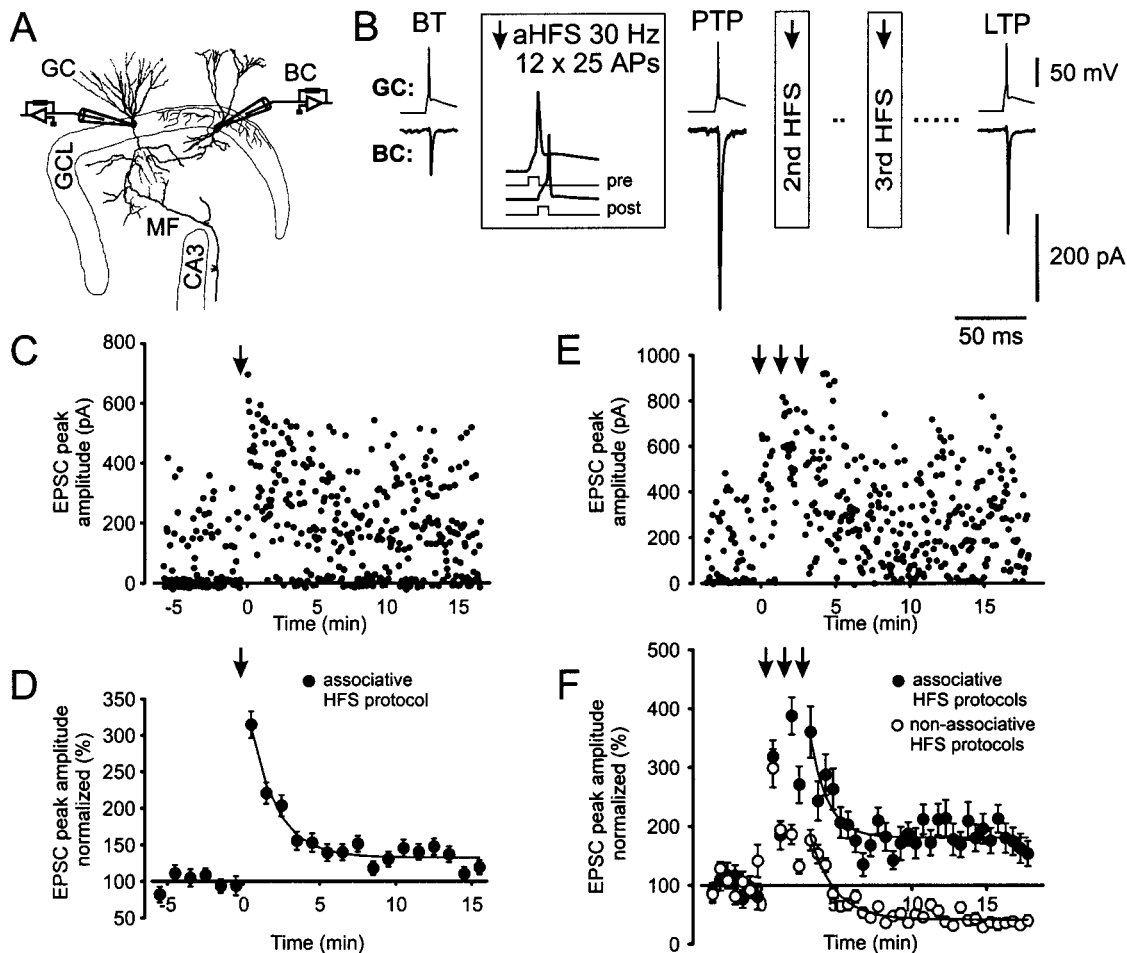 A
GC
BC
GCL
MF
CA3
B
BT
aHFS 30 Hz
12 x 25 APs
GC:
BC:
pre
post
PTP
2nd HFS
3rd HFS
LTP
50 mV
200 pA
50 ms
C
EPSC peak
amplitude (pA)
800
600
400
200
0
-5
0
5
10
15
Time (min)
E
EPSC peak
amplitude (pA)
1000
800
600
400
200
0
0
5
10
15
Time (min)
D
EPSC peak amplitude
normalized (%)
350
300
250
200
150
100
50
associative
HFS protocol
-5
0
5
10
15
Time (min)
F
EPSC peak amplitude
normalized (%)
500
400
300
200
100
0
associative
HFS protocols
non-associative
HFS protocols
10
15
Time (min)